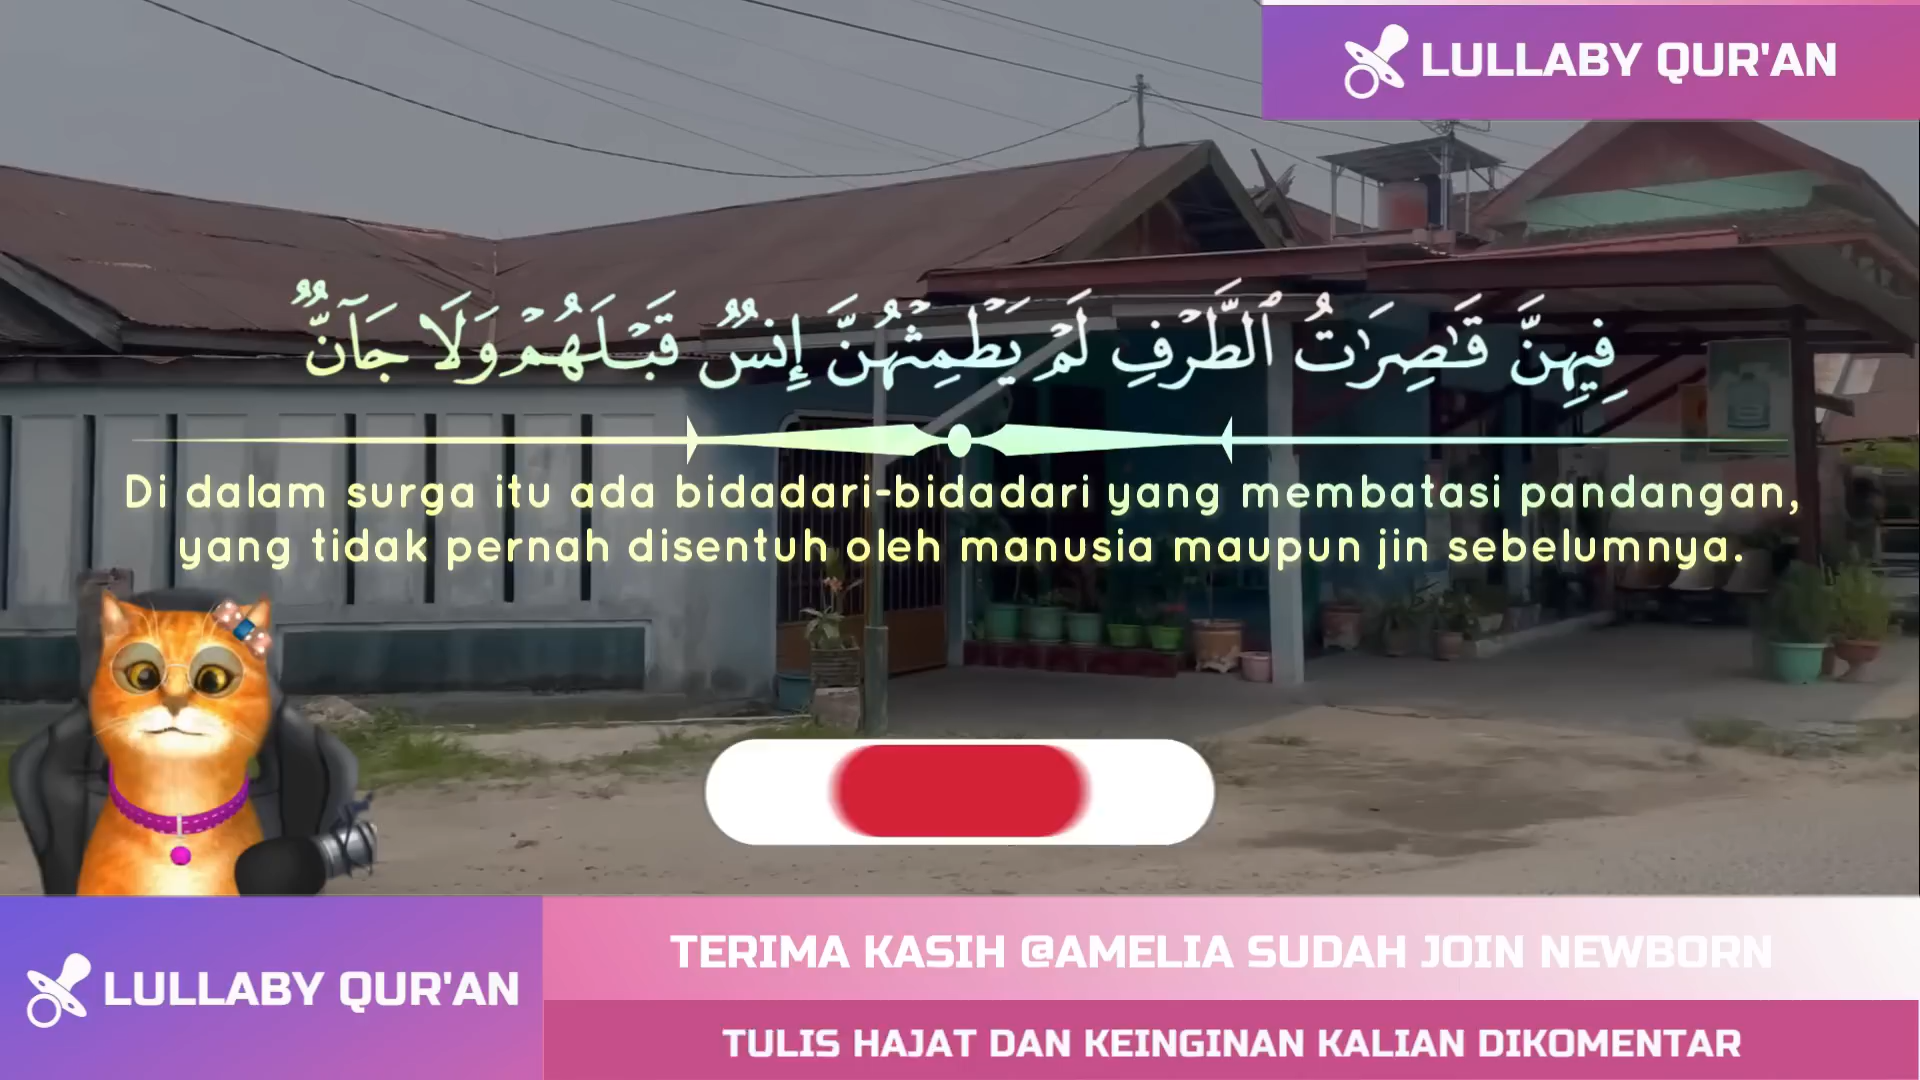 LULLABY QUR'AN
فِيهِنَّ قَـٰصِرَٰتُ ٱلطَّرْفِ لَمْ يَطْمِثْهُنَّ إِنسٌ قَبْلَهُمْ وَلَا جَآنٌّ
Di dalam surga itu ada bidadari-bidadari yang membatasi pandangan,
yang tidak pernah disentuh oleh manusia maupun jin sebelumnya.
LULLABY QUR'AN
TERIMA KASIH @AMELIA SUDAH JOIN NEWBORN
TULIS HAJAT DAN KEINGINAN KALIAN DIKOMENTAR